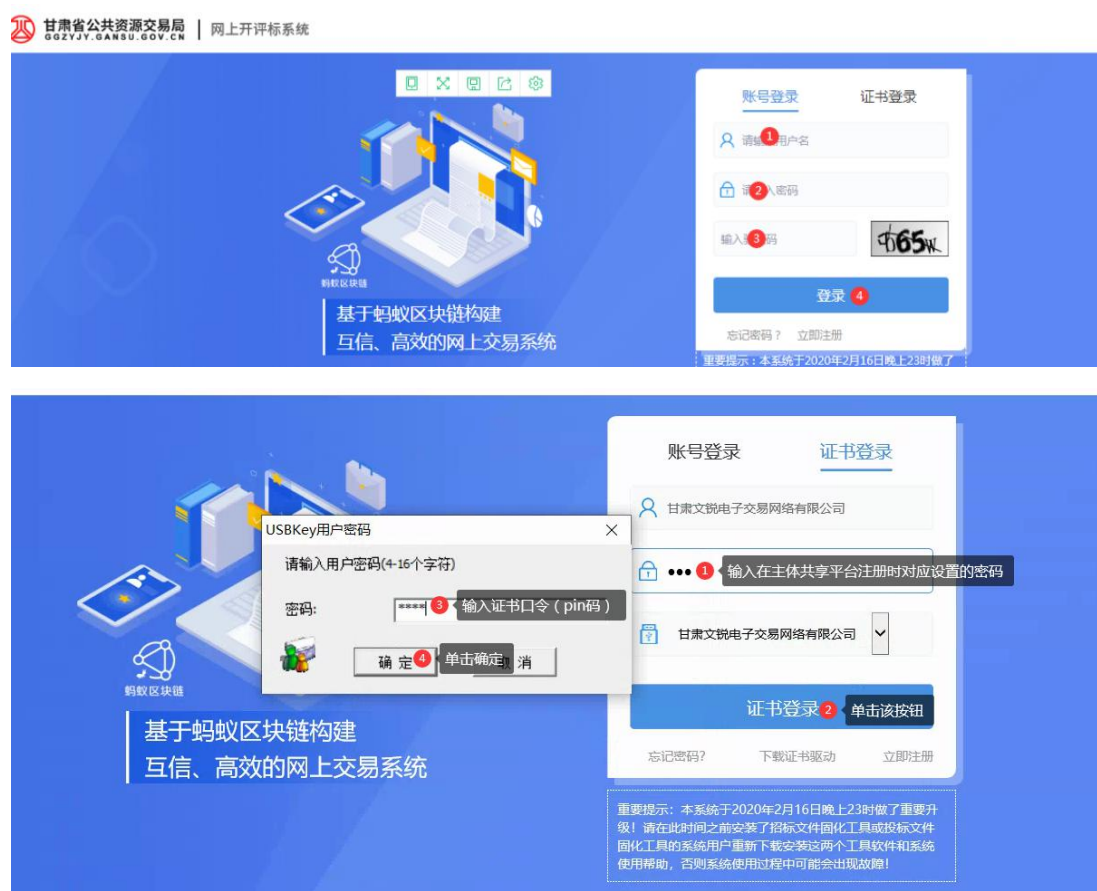 甘肃省公共资源交易局 | 网上开评标系统
GGZYJY.GANSU.GOV.CN
账号登录 证书登录
1
请输 用户名
2
入密码
3
输入 码
65w
登录 4
忘记密码？ 立即注册
重要提示：本系统于2020年2月16日晚上23时做了
蚂蚁区块链
基于蚂蚁区块链构建
互信、高效的网上交易系统
账号登录 证书登录
甘肃文锐电子交易网络有限公司
••• 1 输入在主体共享平台注册时对应设置的密码
甘肃文锐电子交易网络有限公司
证书登录 2 单击该按钮
忘记密码? 下载证书驱动 立即注册
重要提示：本系统于2020年2月16日晚上23时做了重要升
级！请在此时间之前安装了招标文件固化工具或投标文件
固化工具的系统用户重新下载安装这两个工具软件和系统
使用帮助，否则系统使用过程中可能会出现故障！
USBKey用户密码
请输入用户密码(4-16个字符)
密码: **** 3 输入证书口令（pin码）
确 定 4 单击确定 消
蚂蚁区块链
基于蚂蚁区块链构建
互信、高效的网上交易系统